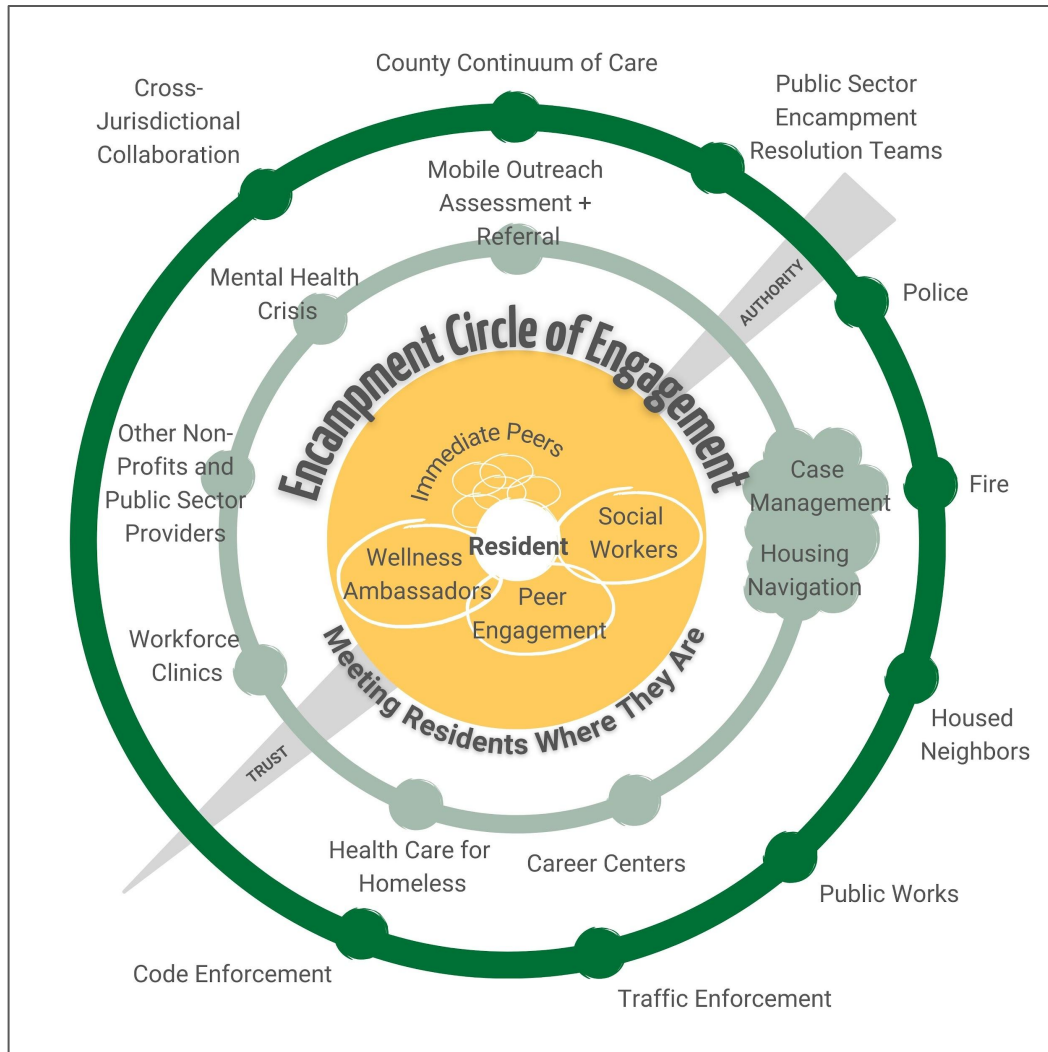 County Continuum of Care
Cross-
Jurisdictional
Collaboration
Public Sector
Encampment
Resolution Teams
Mobile Outreach
Assessment +
Referral
AUTHORITY
Mental Health
Crisis
Police
Encampment Circle of Engagement
Immediate Peers
Other Non-
Profits and
Public Sector
Providers
Case
Management
Fire
Social
Workers
Resident
Wellness
Ambassadors
Housing
Navigation
Peer
Engagement
Workforce
Clinics
Meeting Residents Where They Are
Housed
Neighbors
TRUST
Health Care for
Homeless
Career Centers
Public Works
Code Enforcement
Traffic Enforcement